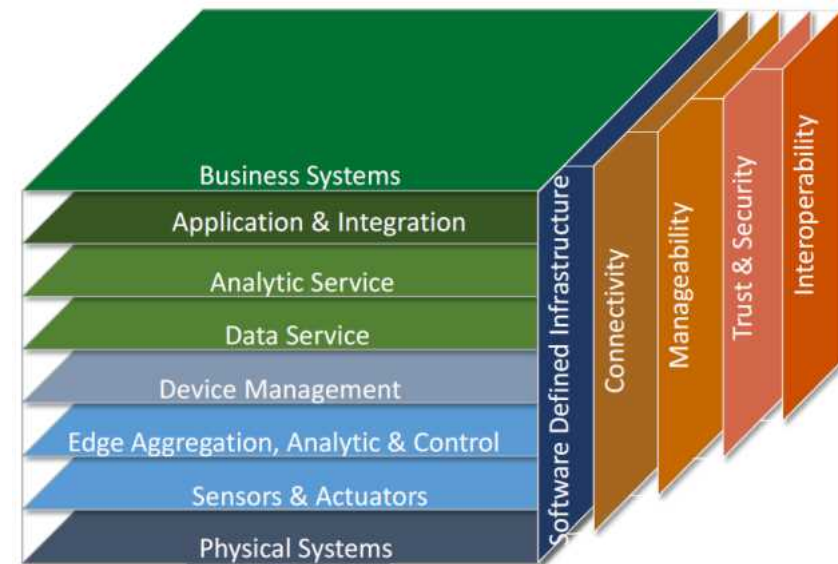 Business Systems
Application & Integration
Analytic Service
Data Service
Device Management
Edge Aggregation, Analytic & Control
Sensors & Actuators
Physical Systems
Software Defined Infrastructure
Connectivity
Manageability
Trust & Security
Interoperability